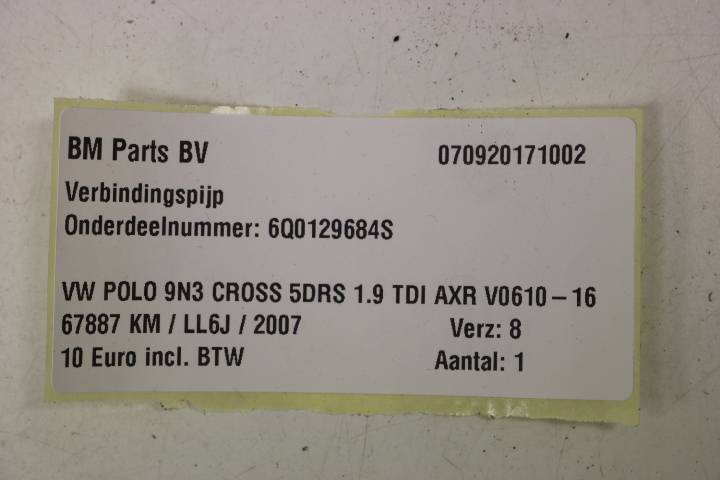 BM Parts BV 070920171002
Verbindingspijp
Onderdeelnummer: 6Q0129684S
VW POLO 9N3 CROSS 5DRS 1.9 TDI AXR V0610-16
67887 KM / LL6J / 2007 Verz: 8
10 Euro incl. BTW Aantal: 1